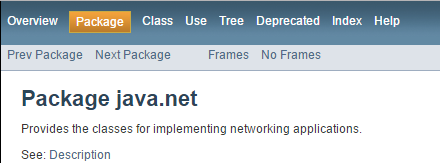 Overview Package Class Use Tree Deprecated Index Help
Prev Package Next Package Frames No Frames
Package java.net
Provides the classes for implementing networking applications.
See: Description